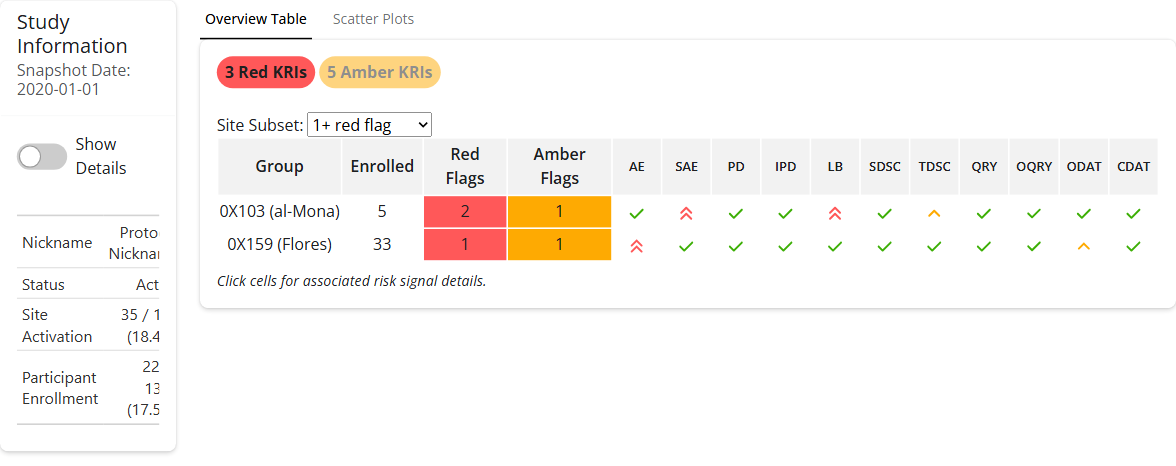 Study
Information
Snapshot Date:
2020-01-01
Show
Details
Nickname
Proto
Nicknar
Status
Act
Site
Activation
35 / 1
(18.4
Participant
Enrollment
22
13
(17.5
Overview Table
Scatter Plots
3 Red KRIs
5 Amber KRIs
Site Subset: 1+ red flag
Group Enrolled Red Flags Amber Flags AE SAE PD IPD LB SDSC TDSC QRY OQRY ODAT CDAT
0X103 (al-Mona) 5 2 1
0X159 (Flores) 33 1 1
Click cells for associated risk signal details.